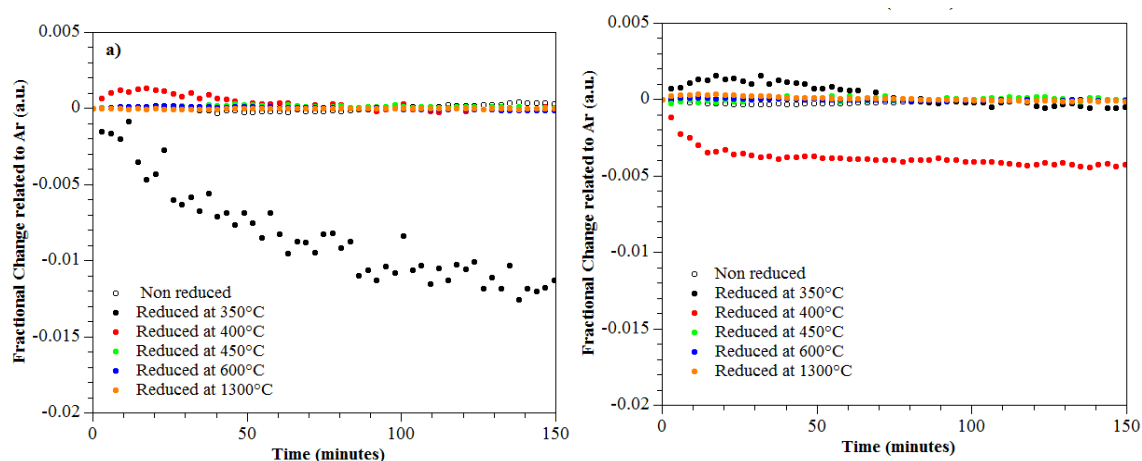 Fractional Change related to Ar (a.u.)
0.005
0
-0.005
-0.01
-0.015
-0.02
a)
Non reduced
Reduced at 350°C
Reduced at 400°C
Reduced at 450°C
Reduced at 600°C
Reduced at 1300°C
0
50
100
150
Time (minutes)
Fractional Change related to Ar (a.u.)
0.005
0
-0.005
-0.01
-0.015
-0.02
Non reduced
Reduced at 350°C
Reduced at 400°C
Reduced at 450°C
Reduced at 600°C
Reduced at 1300°C
0
50
100
150
Time (minutes)